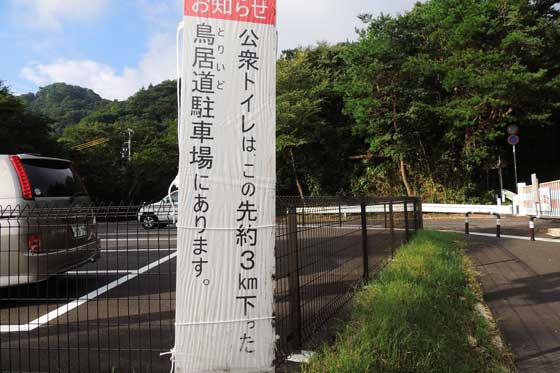 お知らせ
公衆トイレは、この先約3km下った
とりいど
鳥居道駐車場にあります。